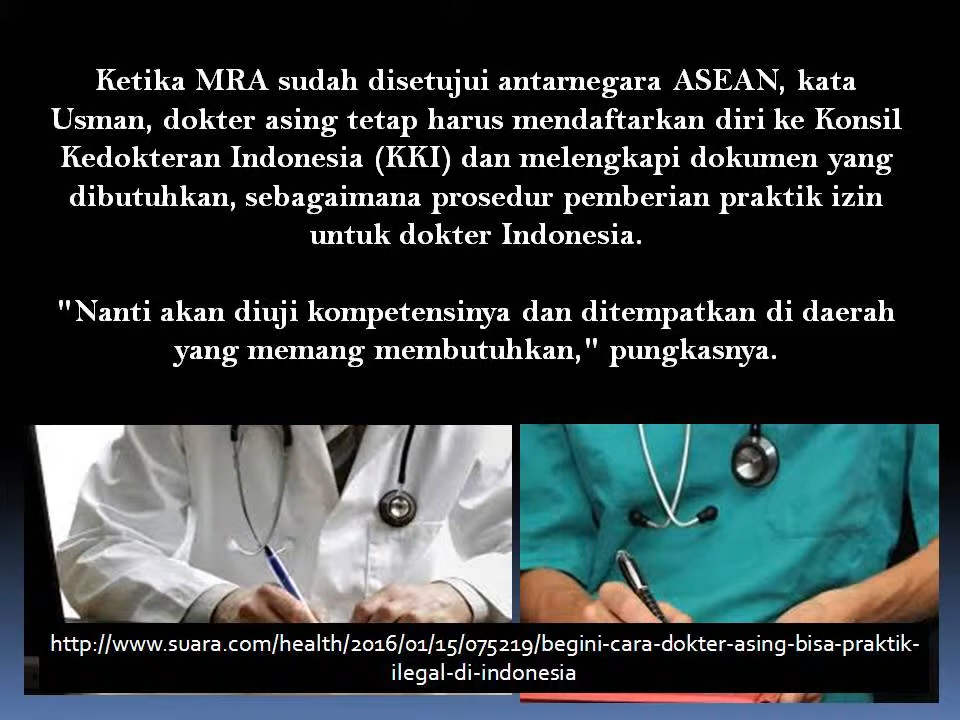 Ketika MRA sudah disetujui antarnegara ASEAN, kata
Usman, dokter asing tetap harus mendaftarkan diri ke Konsil
Kedokteran Indonesia (KKI) dan melengkapi dokumen yang
dibutuhkan, sebagaimana prosedur pemberian praktik izin
untuk dokter Indonesia.
"Nanti akan diuji kompetensinya dan ditempatkan di daerah
yang memang membutuhkan," pungkasnya.
http://www.suara.com/health/2016/01/15/075219/begini-cara-dokter-asing-bisa-praktik-
ilegal-di-indonesia